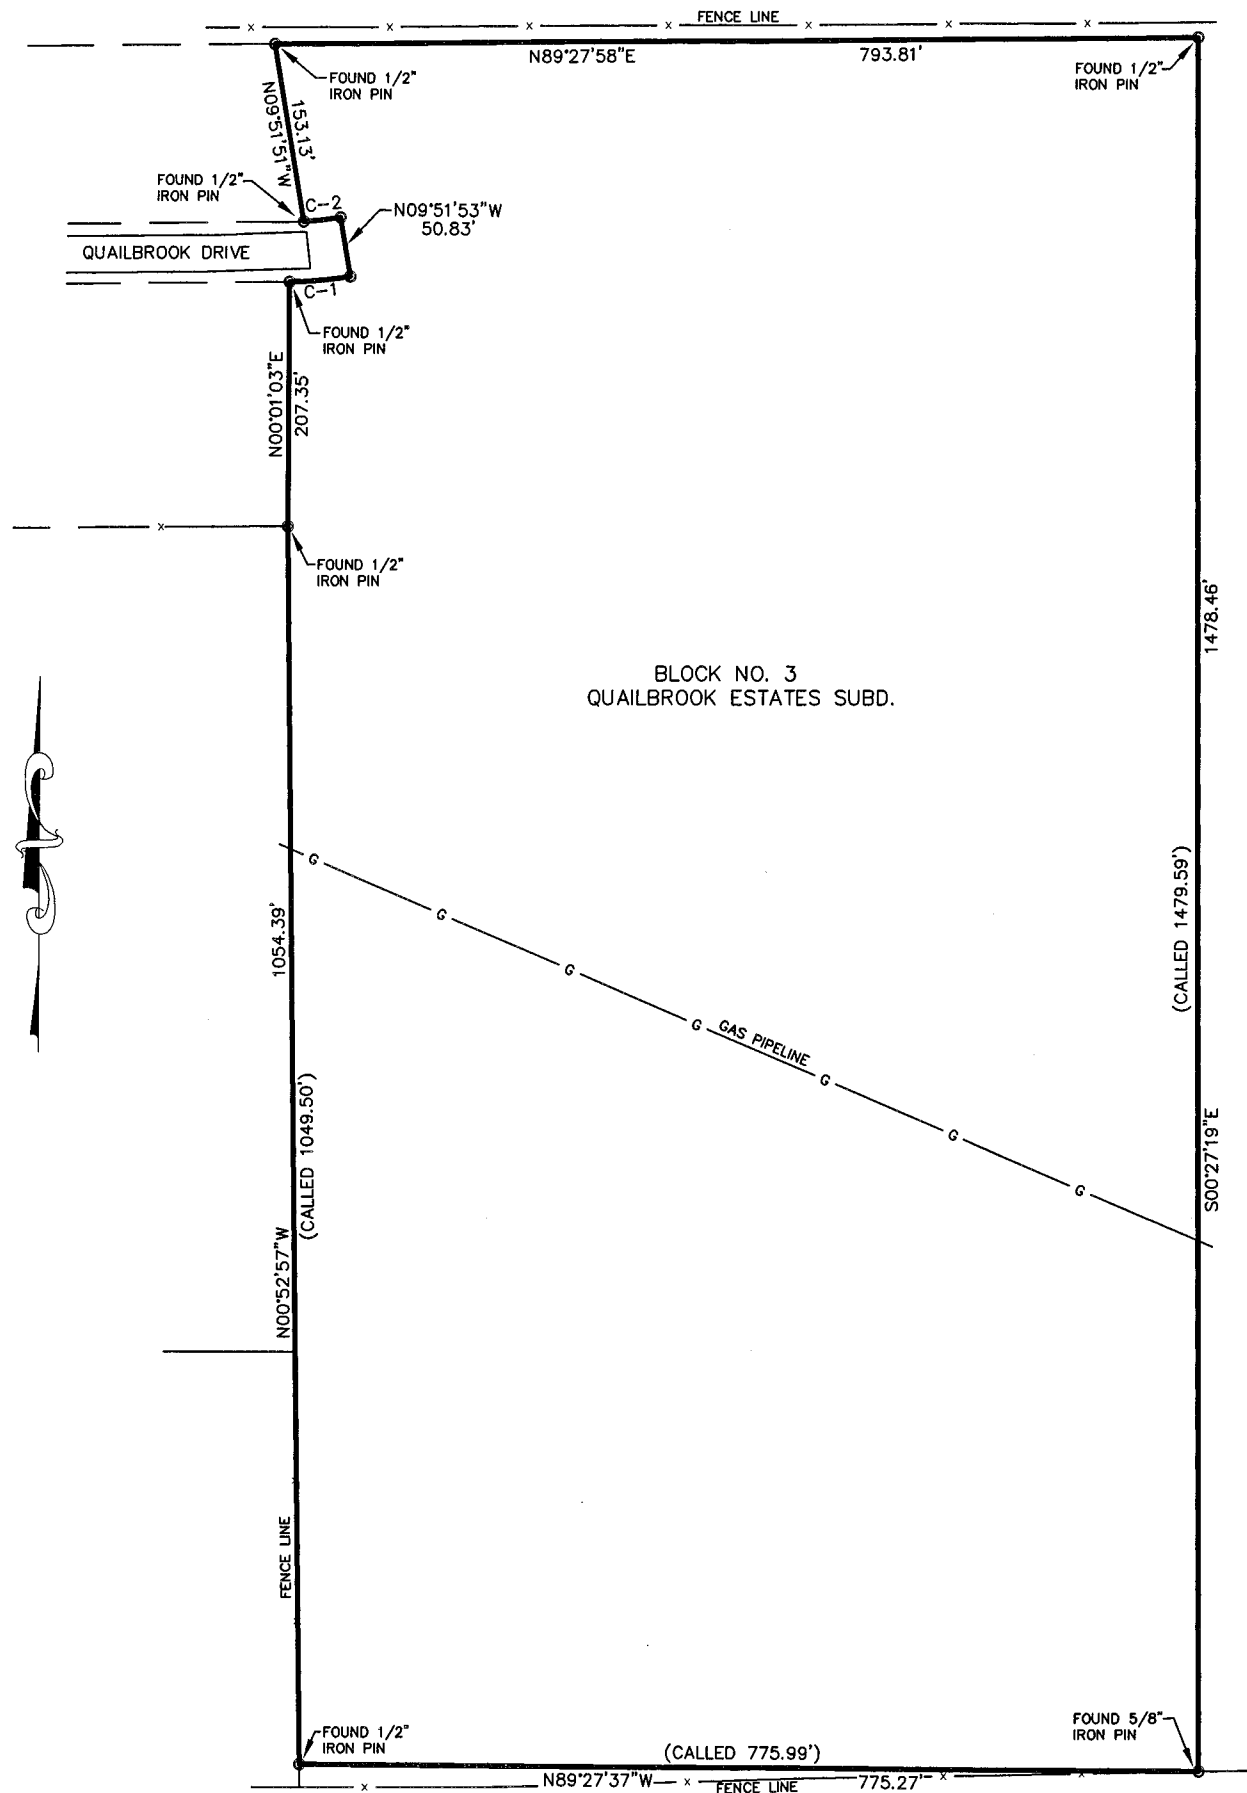 FENCE LINE
N89°27'58"E
793.81'
FOUND 1/2"
IRON PIN
FOUND 1/2"
IRON PIN
153.13'
N09°51'51"W
FOUND 1/2"
IRON PIN
C-2
N09°51'53"W
50.83'
QUAILBROOK DRIVE
C-1
FOUND 1/2"
IRON PIN
N00°01'03"E
207.35'
FOUND 1/2"
IRON PIN
1478.46'
BLOCK NO. 3
QUAILBROOK ESTATES SUBD.
G
G
G
G
GAS PIPELINE
G
G
G
1054.39'
(CALLED 1479.59')
(CALLED 1049.50')
S00°27'19"E
N00°52'57"W
FENCE LINE
FOUND 1/2"
IRON PIN
FOUND 5/8"
IRON PIN
(CALLED 775.99')
N89°27'37"W
FENCE LINE
775.27'